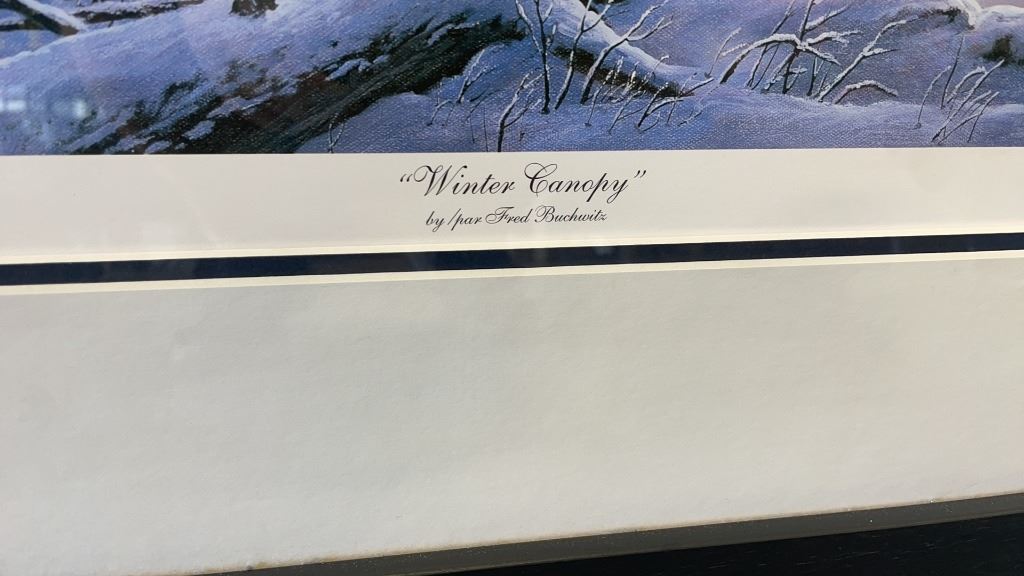 “Winter Canopy”
by/par Fred Buchwitz